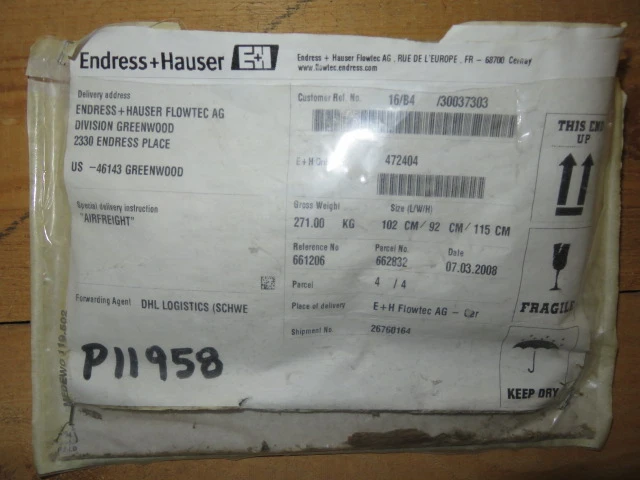 Endress+Hauser E+H
Endress + Hauser Flowtec AG . RUE DE L'EUROPE . FR - 68700 Cernay
www.flowtec.endress.com
Delivery address
ENDRESS+HAUSER FLOWTEC AG
DIVISION GREENWOOD
2330 ENDRESS PLACE
US -46143 GREENWOOD
Special delivery instruction
"AIRFREIGHT"
Forwarding Agent DHL LOGISTICS (SCHWE
P11958
Customer Ref. No. 16/84 /30037303
E+H O 472404
Gross Weight Size (L/W/H)
271.00 KG 102 CM/ 92 CM/ 115 CM
Reference No Parcel No. Date
661206 662832 07.03.2008
Parcel 4 / 4
Place of delivery E+H Flowtec AG - Cer
Shipment No. 26760164
THIS END
UP
FRAGILE
KEEP DRY